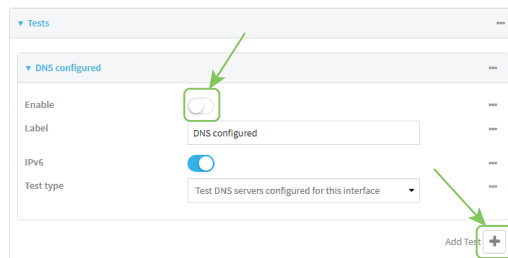 Tests
DNS configured
Enable
Label
DNS configured
IPv6
Test type
Test DNS servers configured for this interface
Add Test